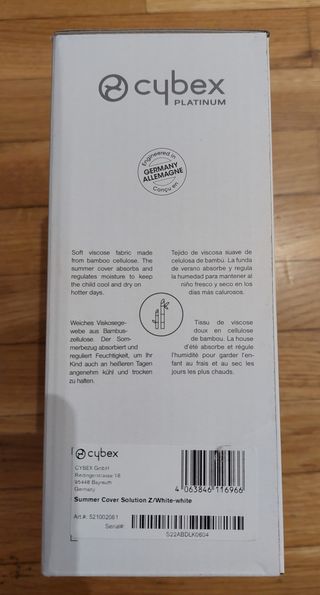 cybex
PLATINUM
Engineered in
GERMANY
ALLEMAGNE
Conçu en
Soft viscose fabric made
from bamboo cellulose. The
summer cover absorbs and
regulates moisture to keep
the child cool and dry on
hotter days.
Tejido de viscosa suave de
celulosa de bambú. La funda
de verano absorbe y regula
la humedad para mantener al
niño fresco y seco en los
días más calurosos.
Weiches Viskosege-
webe aus Bambus-
zellulose. Der Som-
merbezug absorbiert und
reguliert Feuchtigkeit, um Ihr
Kind auch an heißeren Tagen
angenehm kühl und trocken
zu halten.
Tissu de viscose
doux en cellulose
de bambou. La house
d'été absorbe et régule
l'humidité pour garder l'en-
fant au frais et au sec les
jours les plus chauds.
cybex
CYBEX GmbH
Riedingerstrasse 18
95448 Bayreuth
Germany
4 063846 116966
Summer Cover Solution Z/White-white
Art.#: 521002081
Serial#:
S22ABDLK0604